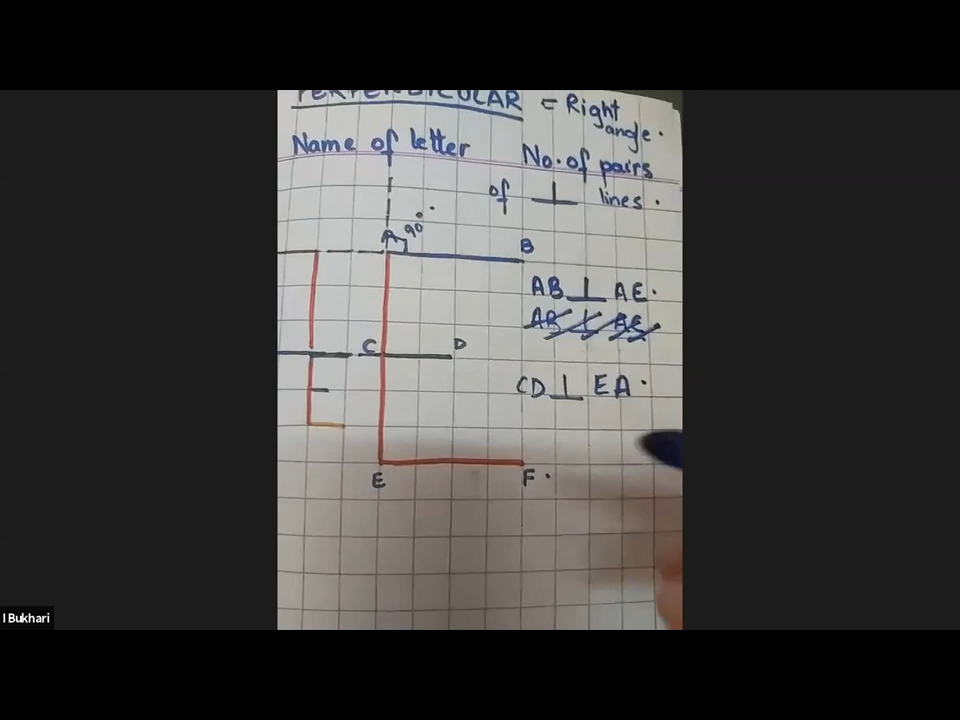 PERPENDICULAR = Right
angle.
Name of letter No. of pairs
of ⊥ lines.
A 90° B
AB ⊥ AE.
C D
CD ⊥ EA.
E F.
I Bukhari